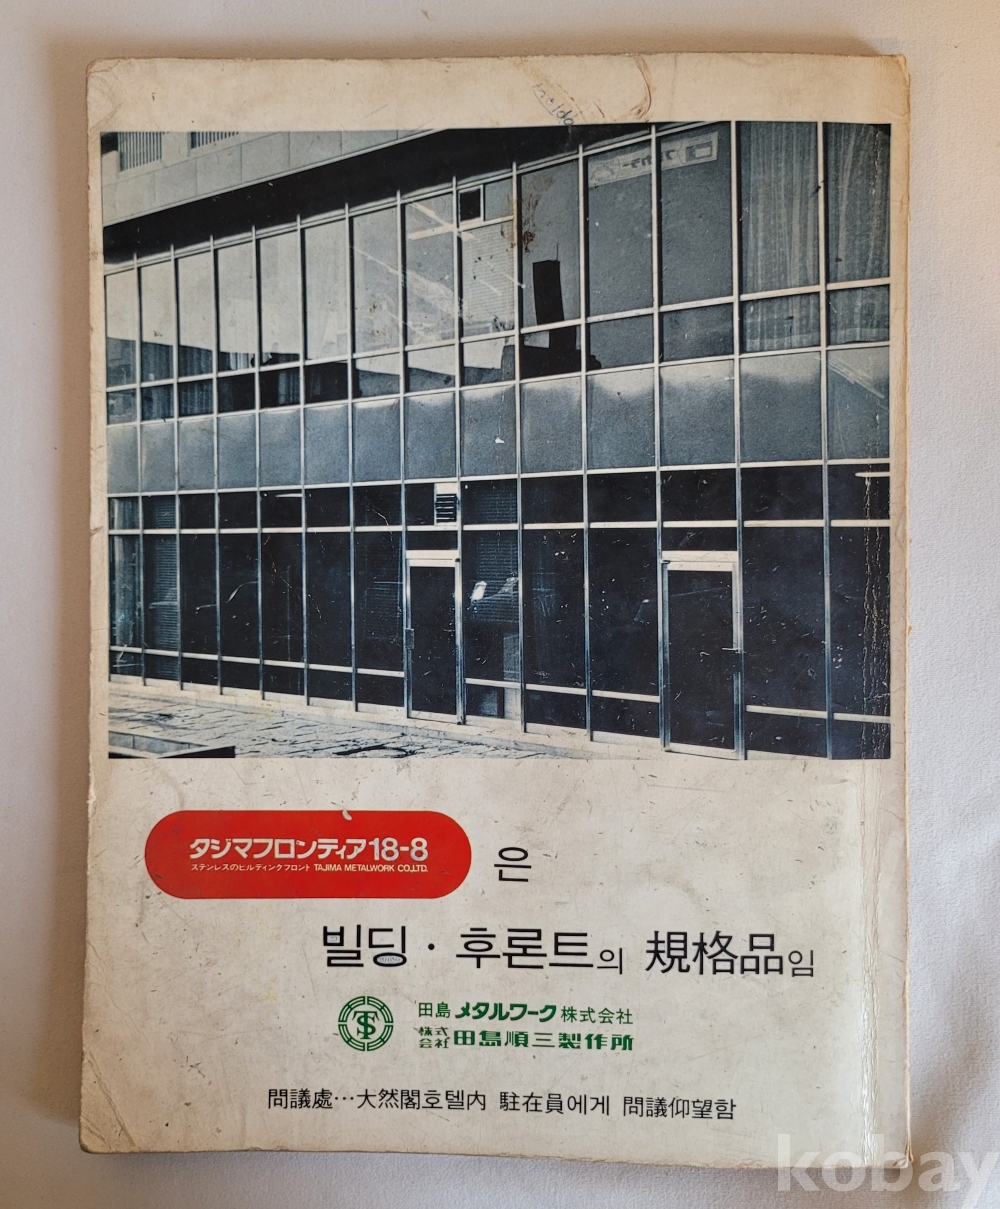 タジマフロンティア18-8
ステンレスのビルディングフロント TAJIMA METALWORK CO.,LTD.
은
빌딩・후론트의 規格品임
田島メタルワーク株式会社
株式会社 田島順三製作所
問議處…大然閣호텔内 駐在員에게 問議仰望함
kobay